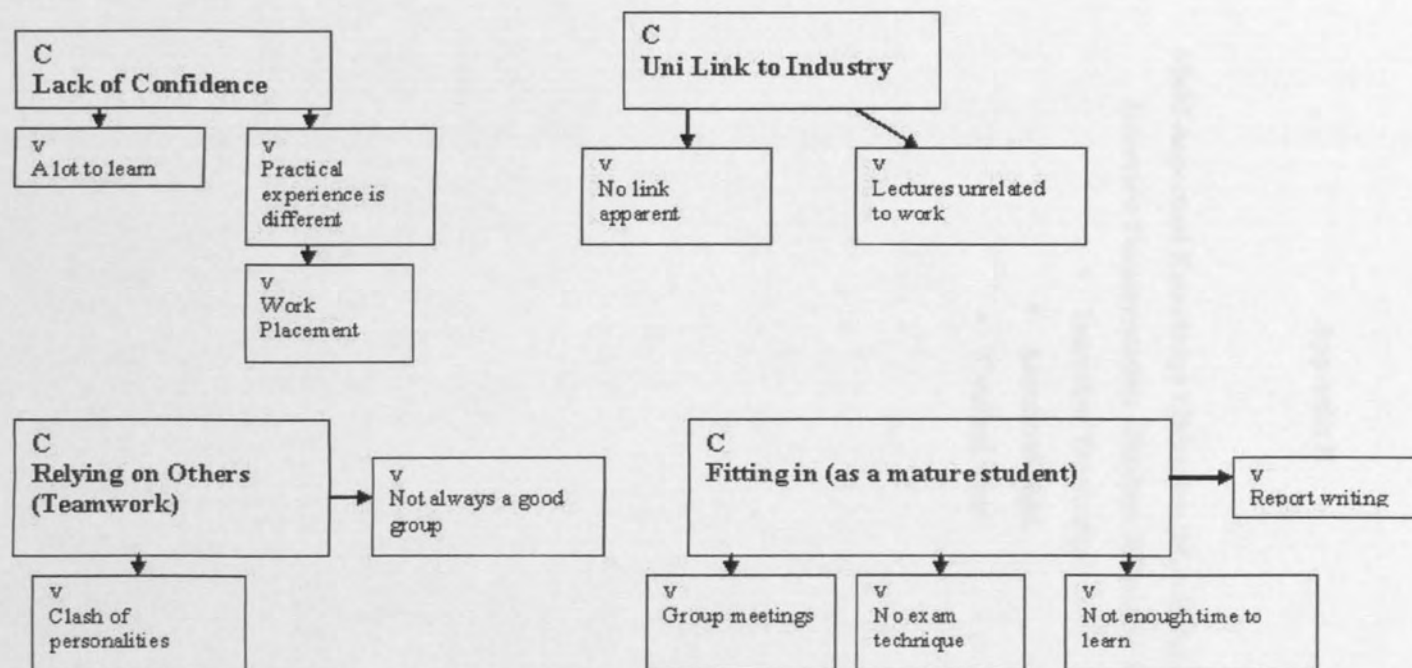 C
Lack of Confidence
v
A lot to learn
v
Practical
experience is
different
v
Work
Placement
C
Uni Link to Industry
v
No link
apparent
v
Lectures unrelated
to work
C
Relying on Others
(Teamwork)
v
Not always a good
group
v
Clash of
personalities
C
Fitting in (as a mature student)
v
Report writing
v
Group meetings
v
No exam
technique
v
Not enough time to
learn